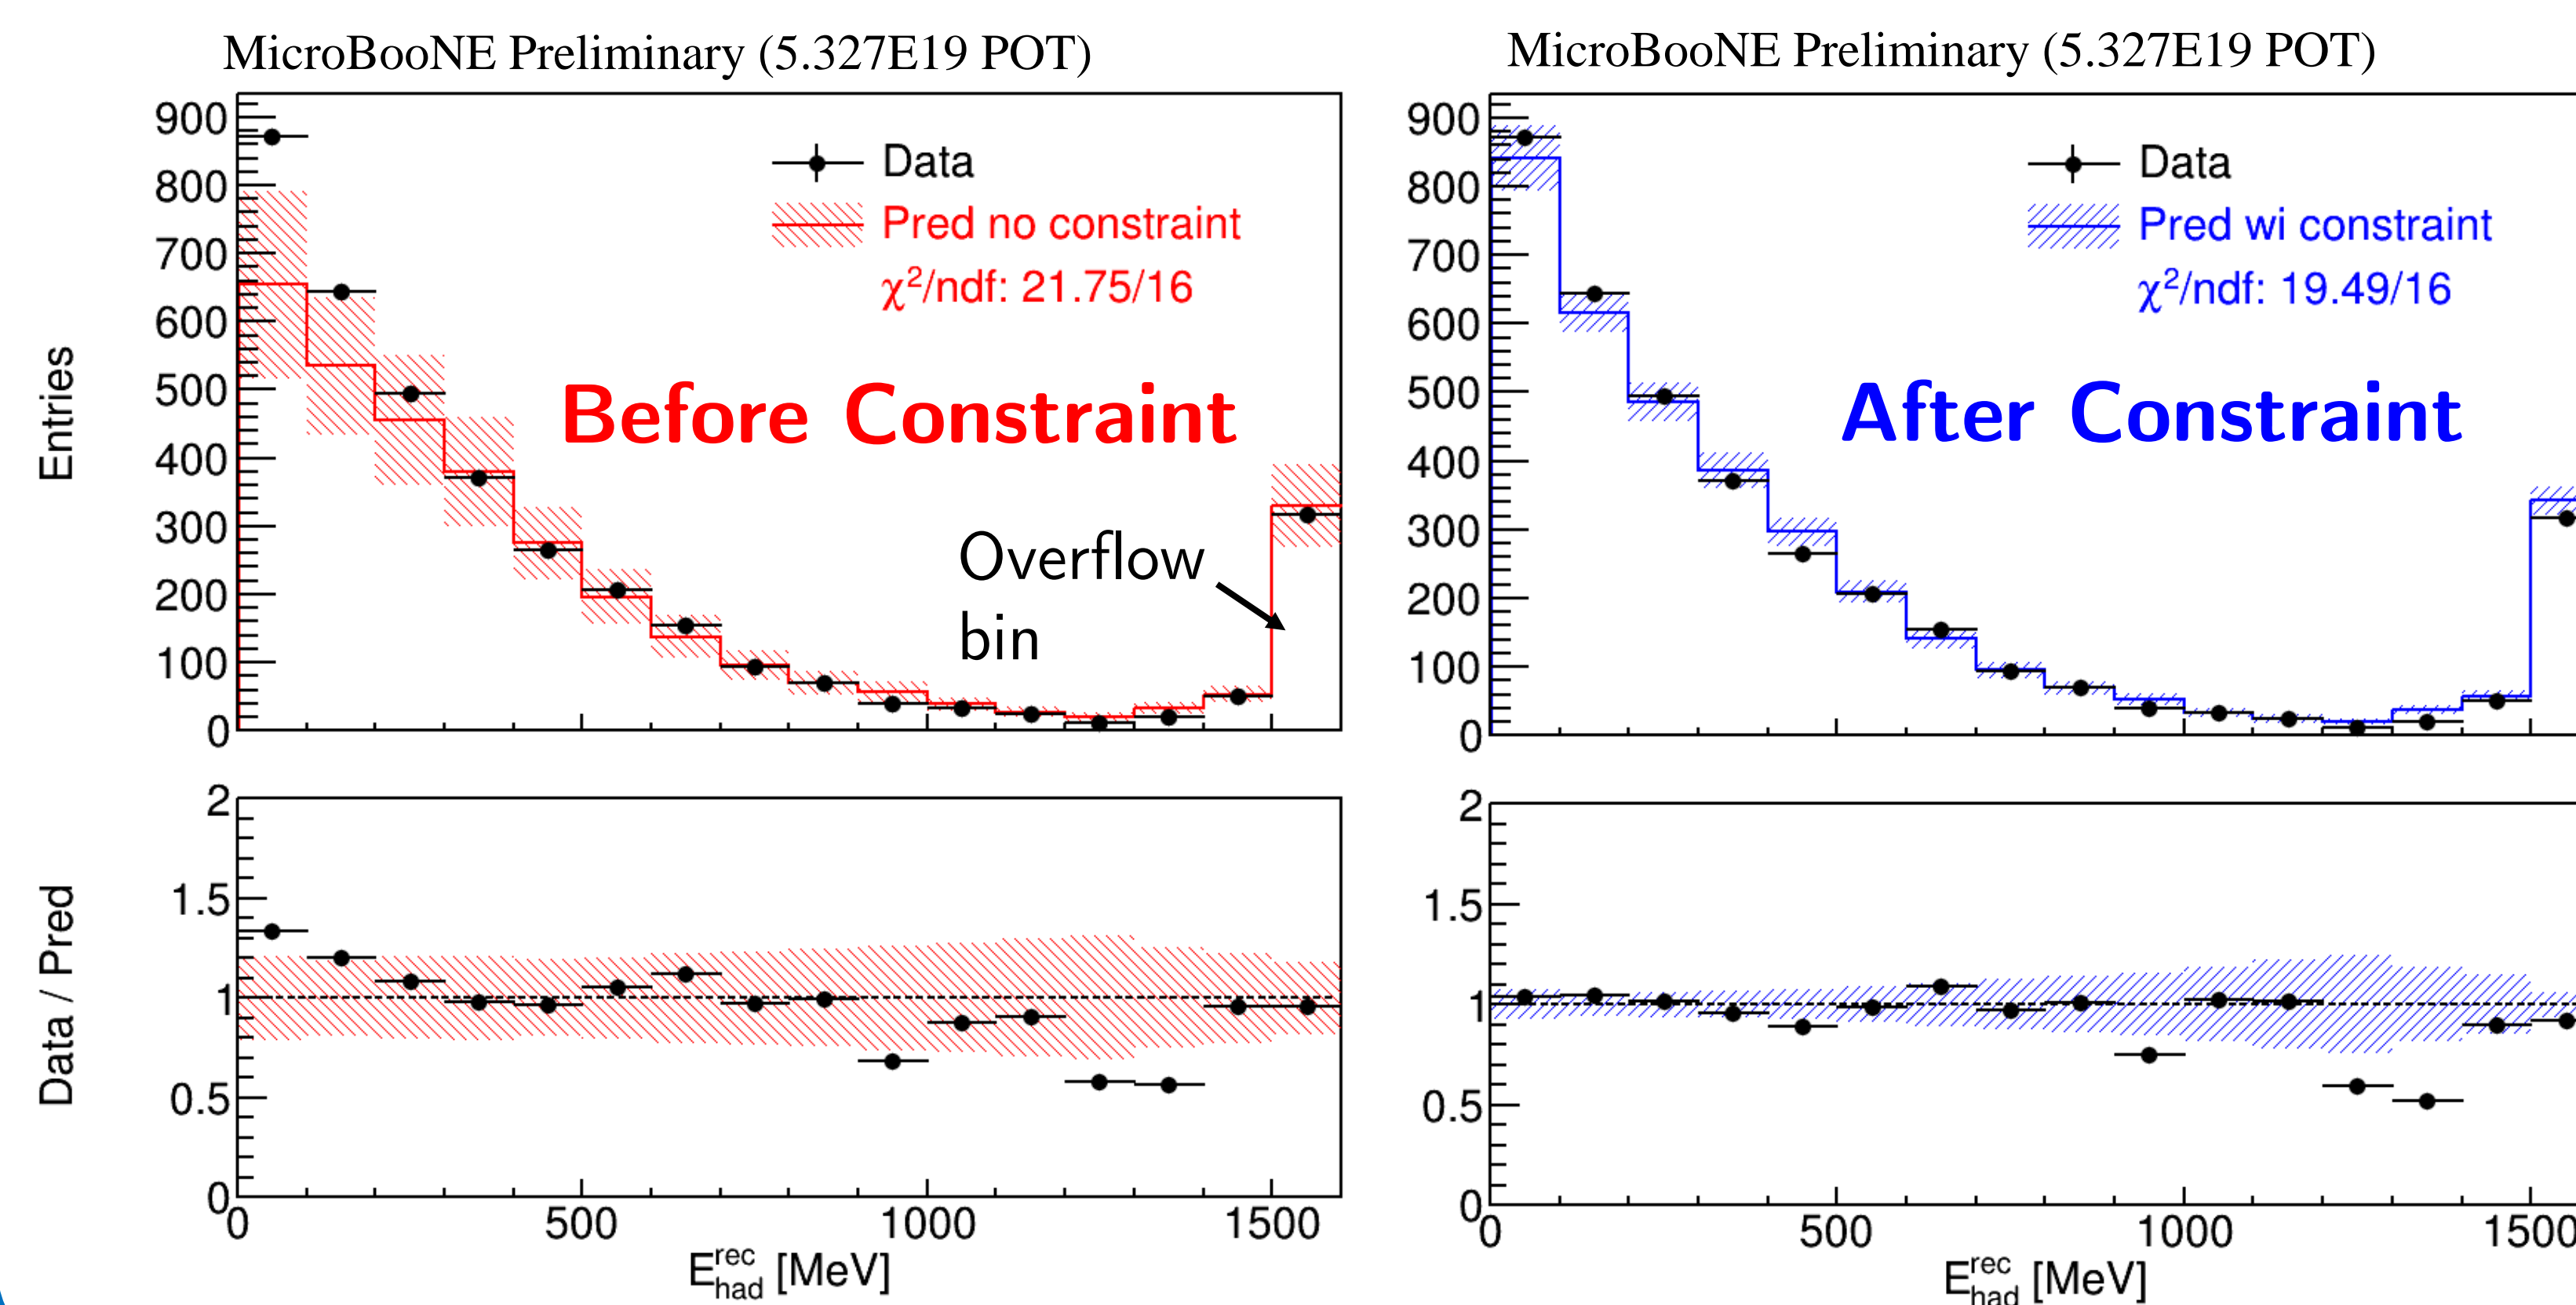 MicroBooNE Preliminary (5.327E19 POT)
Entries
900
800
700
600
500
400
300
200
100
0
Data
Pred no constraint
χ²/ndf: 21.75/16
Before Constraint
Overflow
bin
Data / Pred
2
1.5
1
0.5
0
0
500
1000
1500
E^rec_had [MeV]
MicroBooNE Preliminary (5.327E19 POT)
900
800
700
600
500
400
300
200
100
0
Data
Pred wi constraint
χ²/ndf: 19.49/16
After Constraint
2
1.5
1
0.5
0
0
500
1000
1500
E^rec_had [MeV]